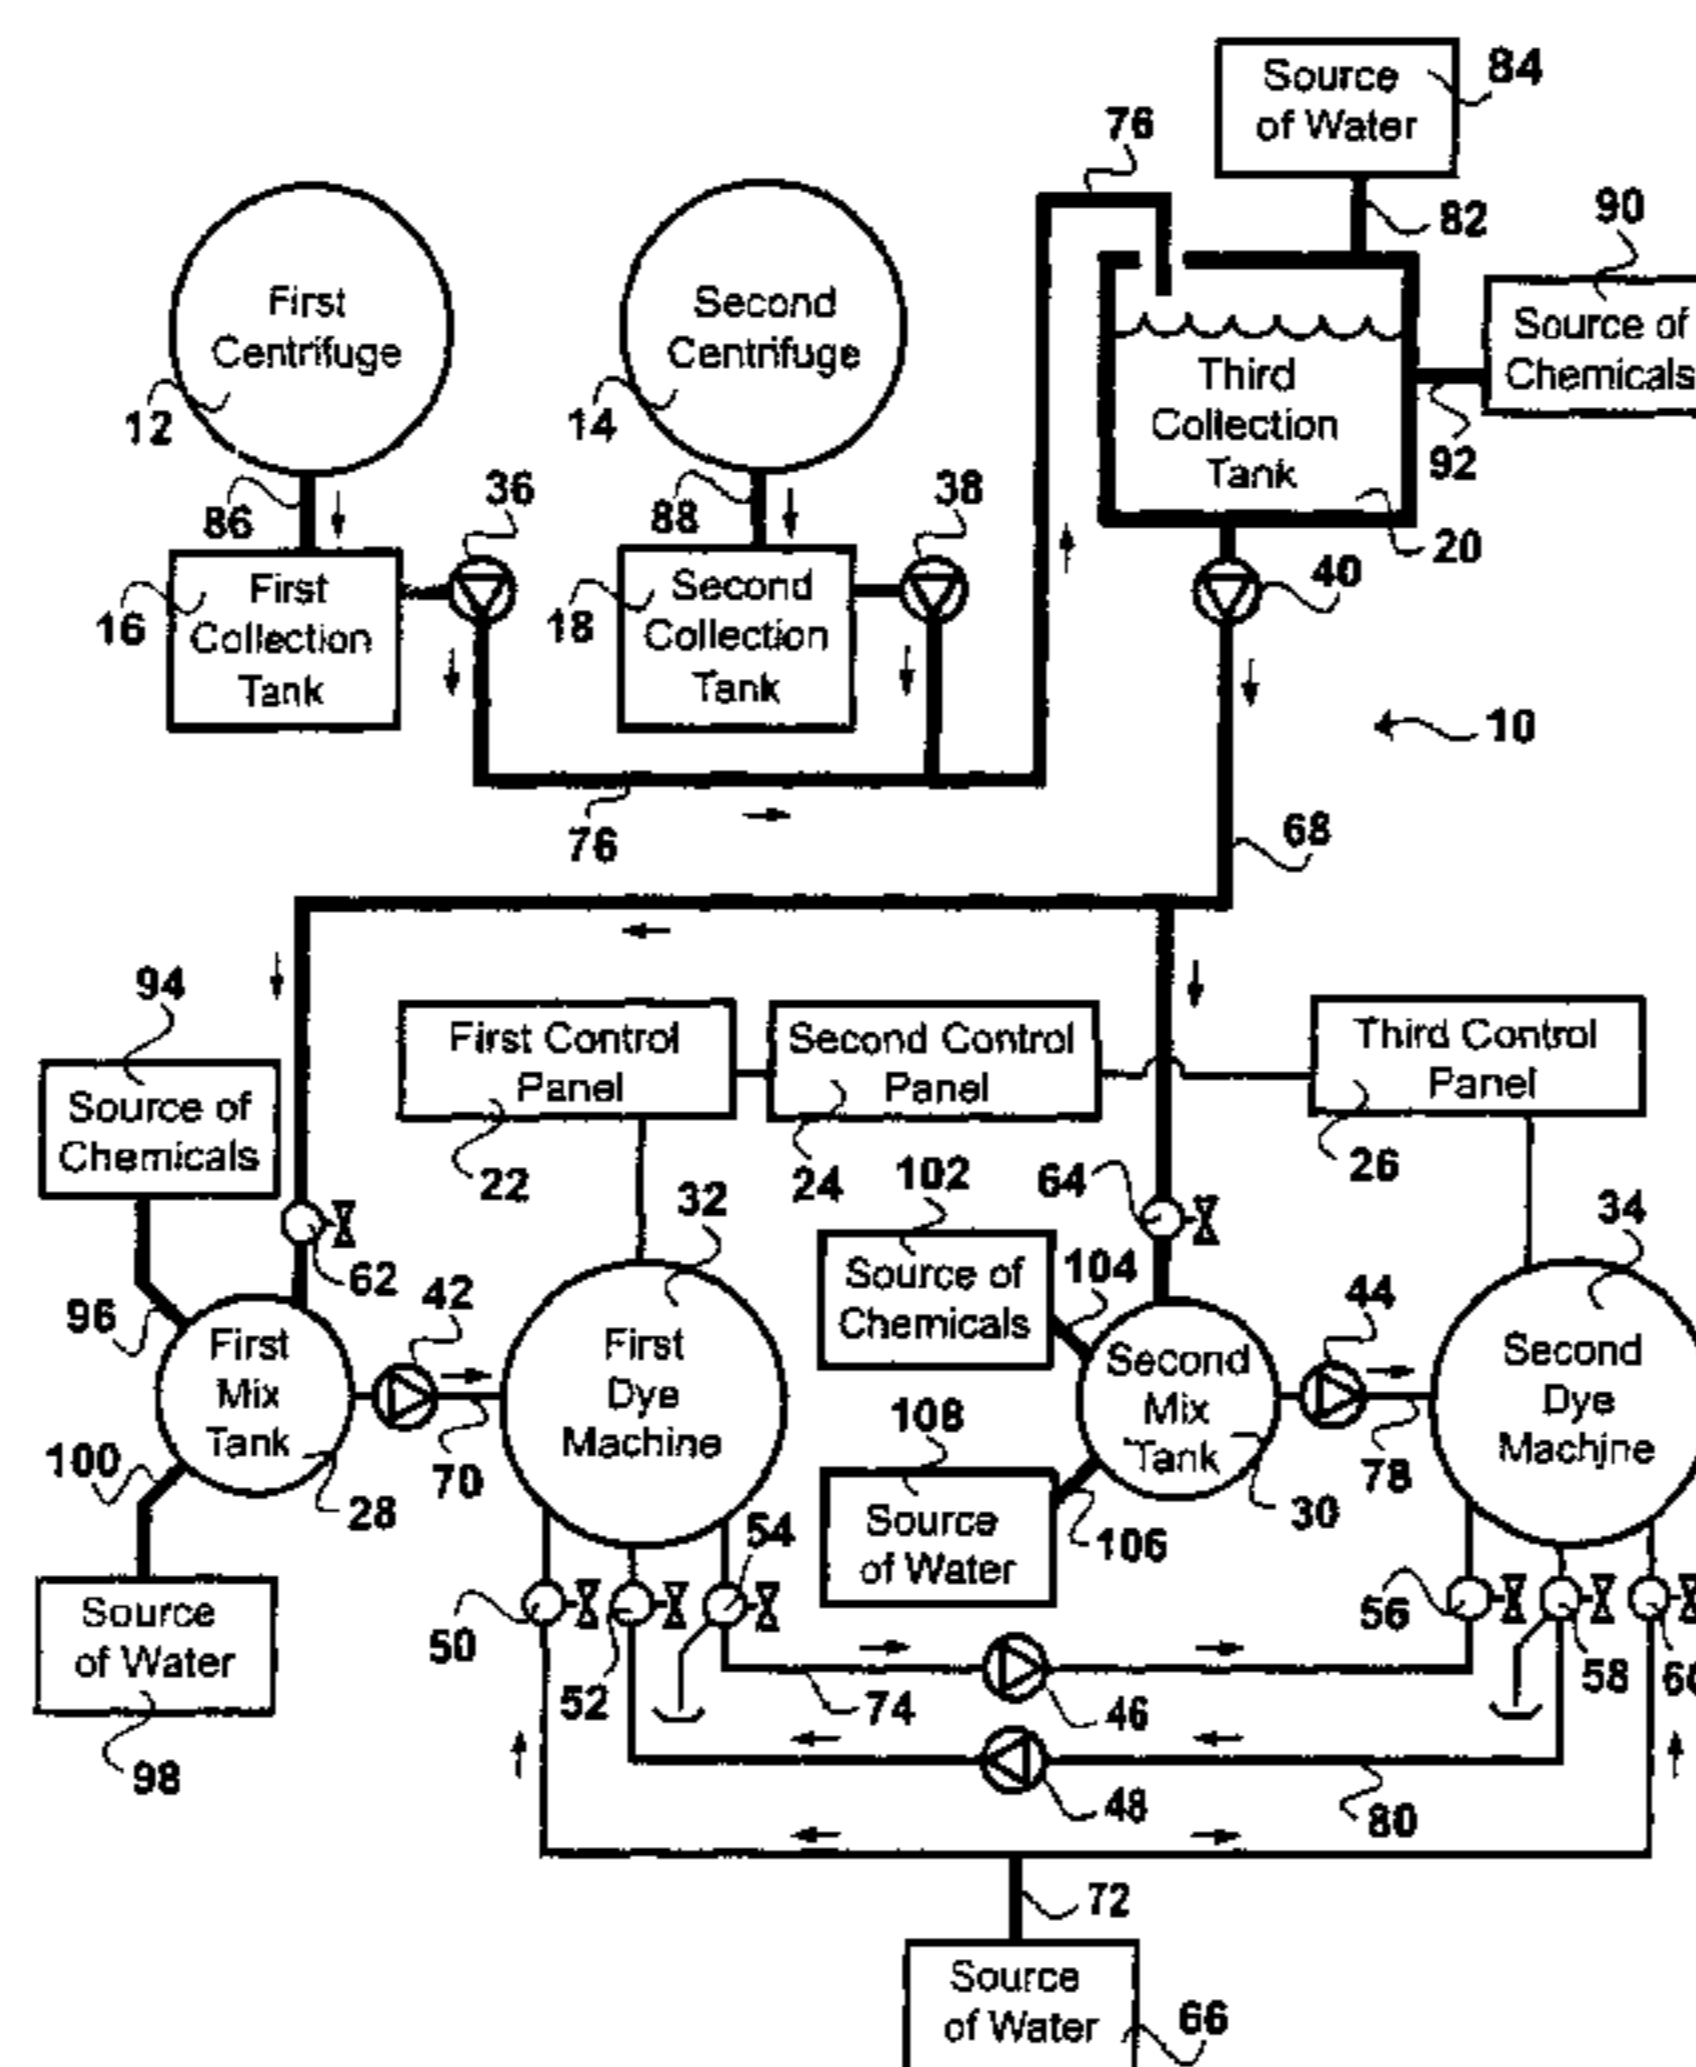 Source
of Water
84
76
82
90
First
Centrifuge
Second
Centrifuge
Source of
Chemicals
Third
Collection
Tank
12
14
92
86
36
88
38
20
40
16
First
Collection
Tank
18
Second
Collection
Tank
10
76
68
94
First Control
Panel
Second Control
Panel
Third Control
Panel
Source of
Chemicals
22
24
26
102
64
32
34
62
96
42
Source of
Chemicals
104
44
First
Mix
Tank
First
Dye
Machine
Second
Mix
Tank
Second
Dye
Machine
100
70
108
78
28
30
Source
of Water
106
54
56
Source
of Water
50
52
58
74
46
98
48
80
72
Source
of Water
66